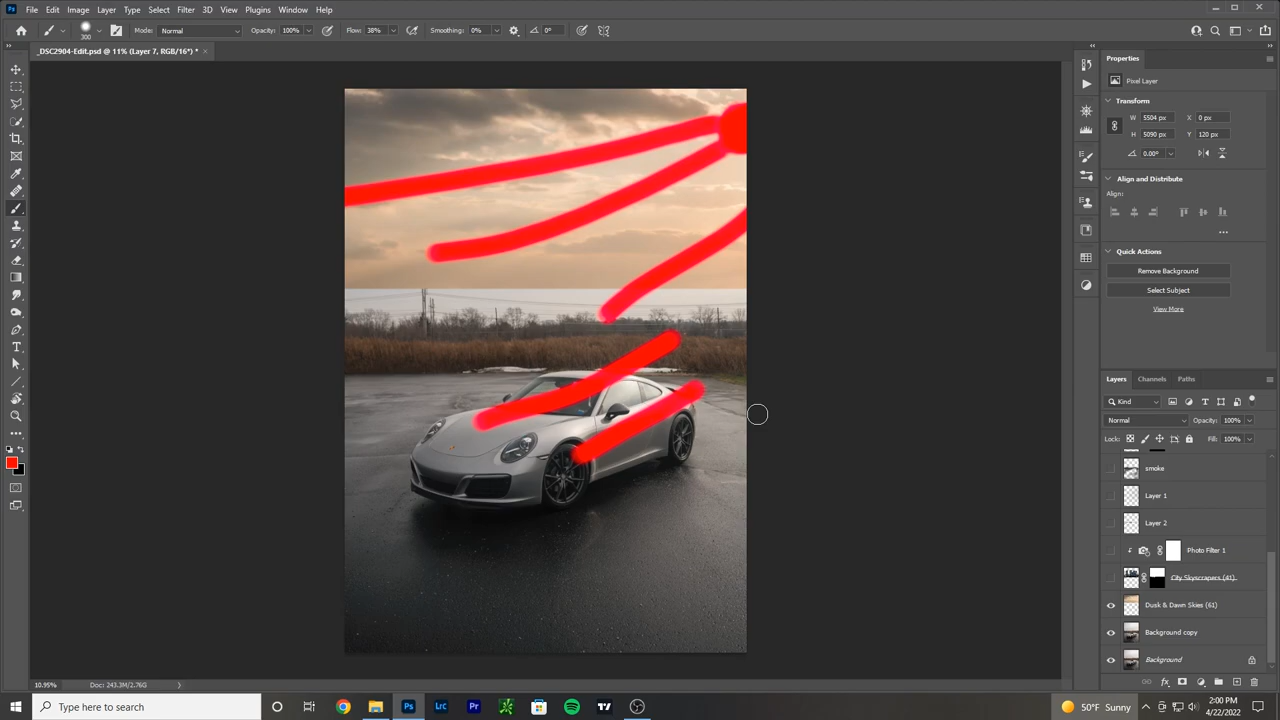 Ps File Edit Image Layer Type Select Filter 3D View Plugins Window Help
300 Mode: Normal Opacity: 100% Flow: 38% Smoothing: 0% 0°
_DSC2904-Edit.psd @ 11% (Layer 7, RGB/16*) *
Properties
Pixel Layer
Transform
W 5504 px X 0 px
H 5090 px Y 120 px
0.00°
Align and Distribute
Align:
Quick Actions
Remove Background
Select Subject
View More
Layers Channels Paths
Kind
Normal Opacity: 100%
Lock: Fill: 100%
smoke
Layer 1
Layer 2
Photo Filter 1
City Skyscrapers (41)
Dusk & Dawn Skies (61)
Background copy
Background
10.95% Doc: 243.3M/2.76G
Type here to search
Ps Lrc Pr
50°F Sunny
2:00 PM
4/22/2022